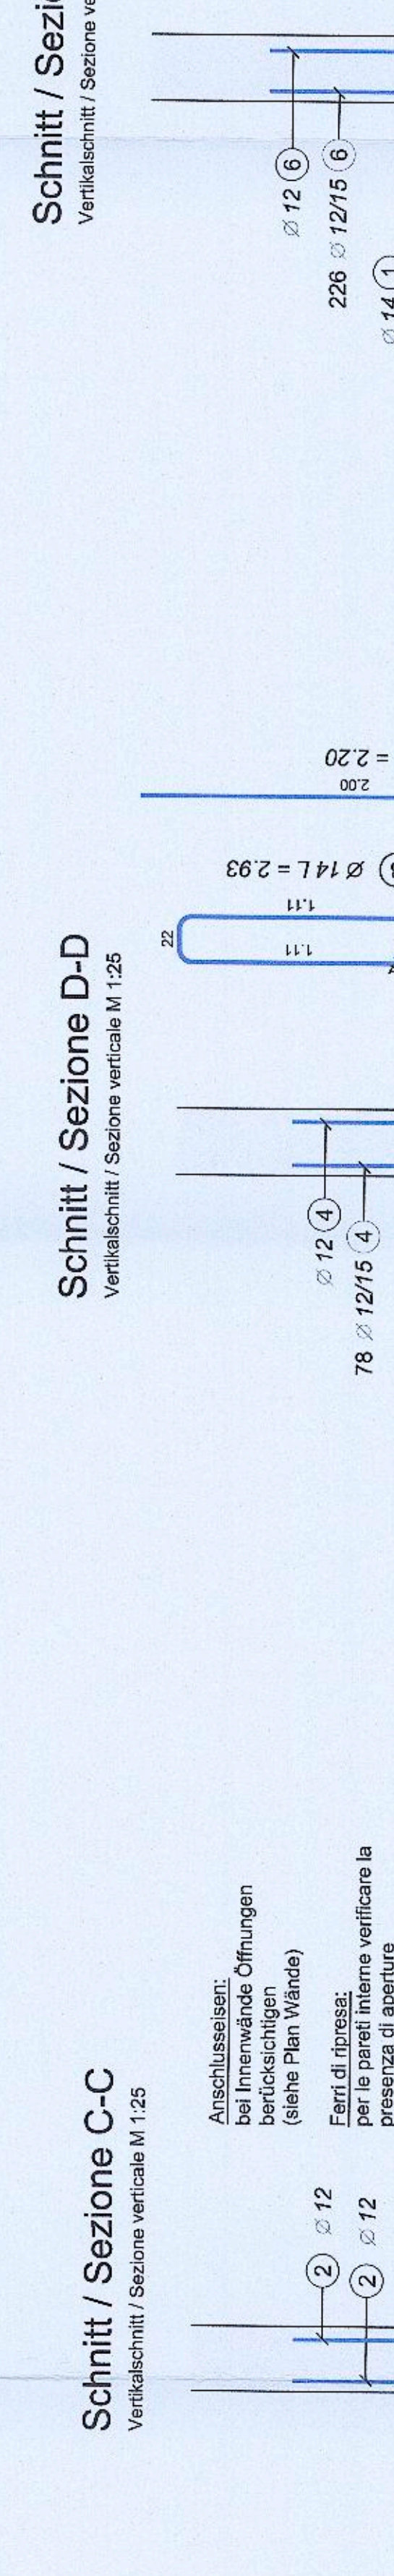 Schnitt / Sezione C-C
Vertikalschnitt / Sezione verticale M 1:25
Anschlusseisen:
bei Innenwände Öffnungen
berücksichtigen
(siehe Plan Wände)
Ferri di ripresa:
per le pareti interne verificare la
presenza di aperture
2 ∅ 12
2 ∅ 12
Schnitt / Sezione D-D
Vertikalschnitt / Sezione verticale M 1:25
∅ 12 4
78 ∅ 12/15 4
22
1.11
1.11
∅ 14 L = 2.93
2.00
= 2.20
Schnitt / Sezi
Vertikalschnitt / Sezione ve
∅ 12 6
226 ∅ 12/15 6
∅ 14 1